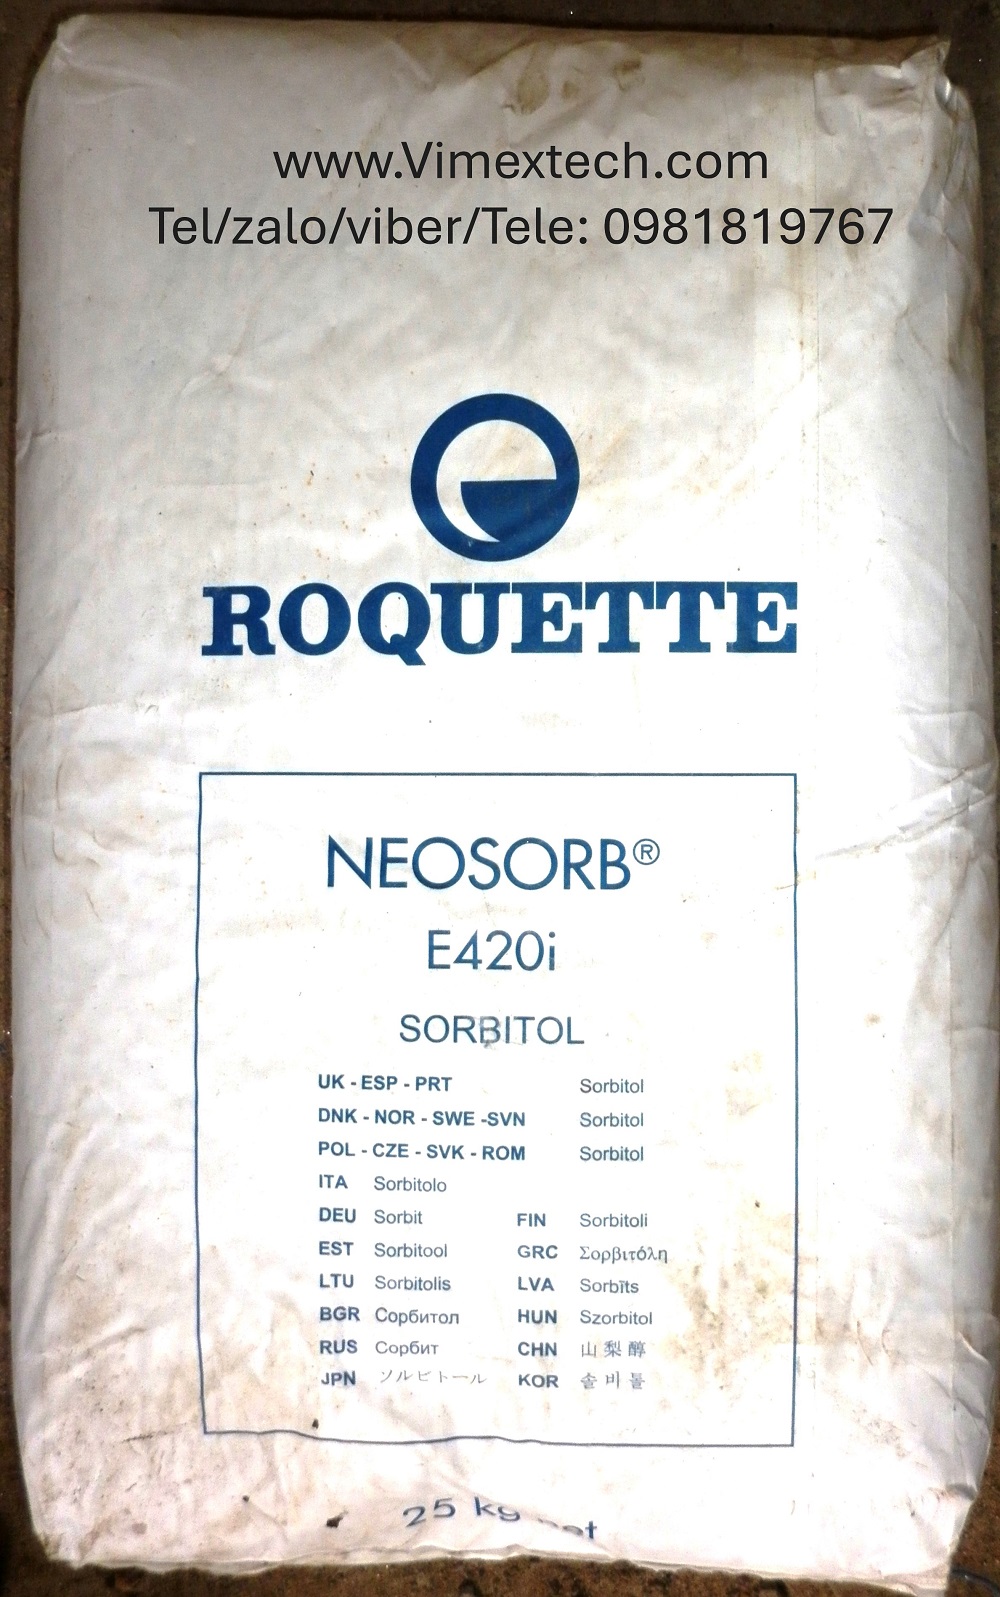 www.Vimextech.com
Tel/zalo/viber/Tele: 0981819767
ROQUETTE
NEOSORB®
E420i
SORBITOL
UK - ESP - PRT Sorbitol
DNK - NOR - SWE -SVN Sorbitol
POL - CZE - SVK - ROM Sorbitol
ITA Sorbitolo
DEU Sorbit FIN Sorbitoli
EST Sorbitool GRC Σορβιτόλη
LTU Sorbitolis LVA Sorbīts
BGR Сорбитол HUN Szorbitol
RUS Сорбит CHN 山梨醇
JPN ソルビトール KOR 솔비톨
25 kg net